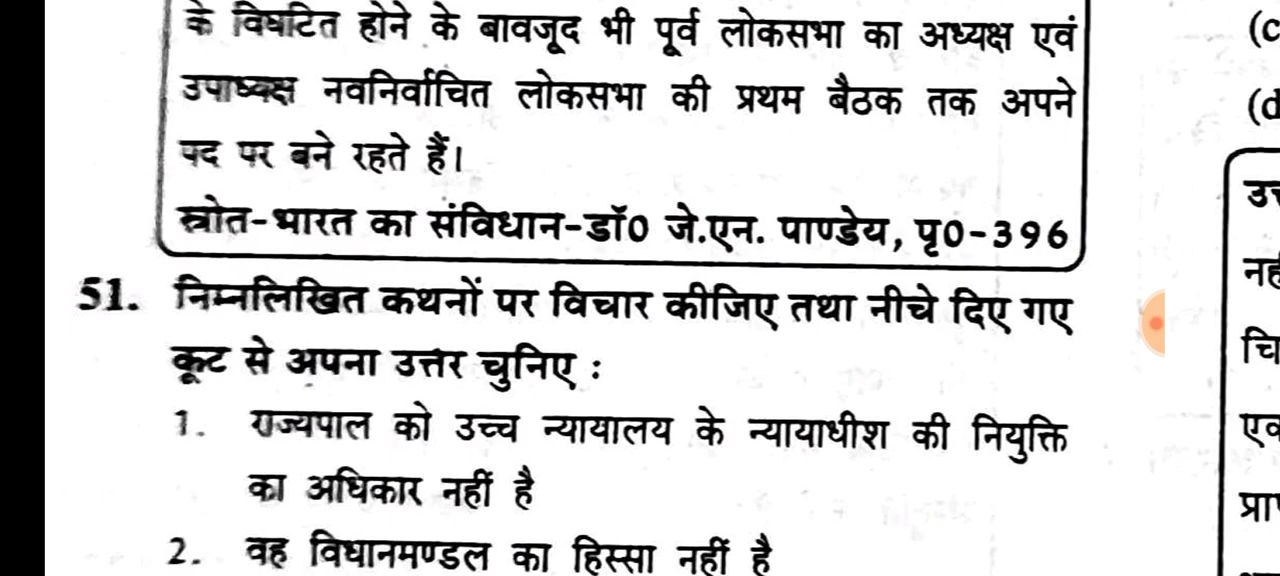 के विघटित होने के बावजूद भी पूर्व लोकसभा का अध्यक्ष एवं
उपाध्यक्ष नवनिर्वाचित लोकसभा की प्रथम बैठक तक अपने
पद पर बने रहते हैं।
स्रोत-भारत का संविधान-डॉ0 जे.एन. पाण्डेय, पृ0-396
51. निम्नलिखित कथनों पर विचार कीजिए तथा नीचे दिए गए
कूट से अपना उत्तर चुनिए :
1. राज्यपाल को उच्च न्यायालय के न्यायाधीश की नियुक्ति
का अधिकार नहीं है
2. वह विधानमण्डल का हिस्सा नहीं है
(c
(d
नह
चि
एव
प्रा